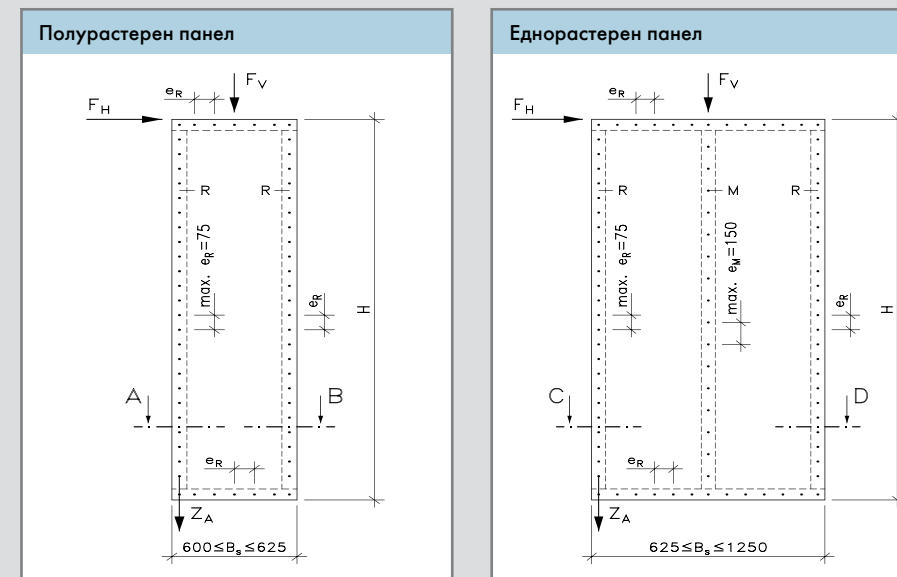 Полурастерен панел
e_R
F_V
F_H
R
R
max. e_R=75
e_R
H
A
B
e_R
Z_A
600≤B_s≤625
Еднорастерен панел
e_R
F_V
F_H
R
M
R
max. e_R=75
max. e_M=150
e_R
H
C
D
e_R
Z_A
625≤B_s≤1250